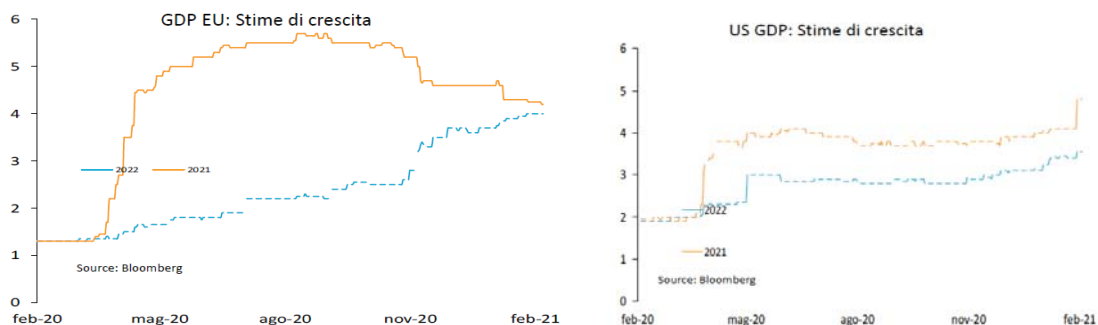 GDP EU: Stime di crescita
6
5
4
3
2
1
0
2022 2021
Source: Bloomberg
feb-20 mag-20 ago-20 nov-20 feb-21
US GDP: Stime di crescita
6
5
4
3
2
1
0
2022
2021
Source: Bloomberg
feb-20 mag-20 ago-20 nov-20 feb-21